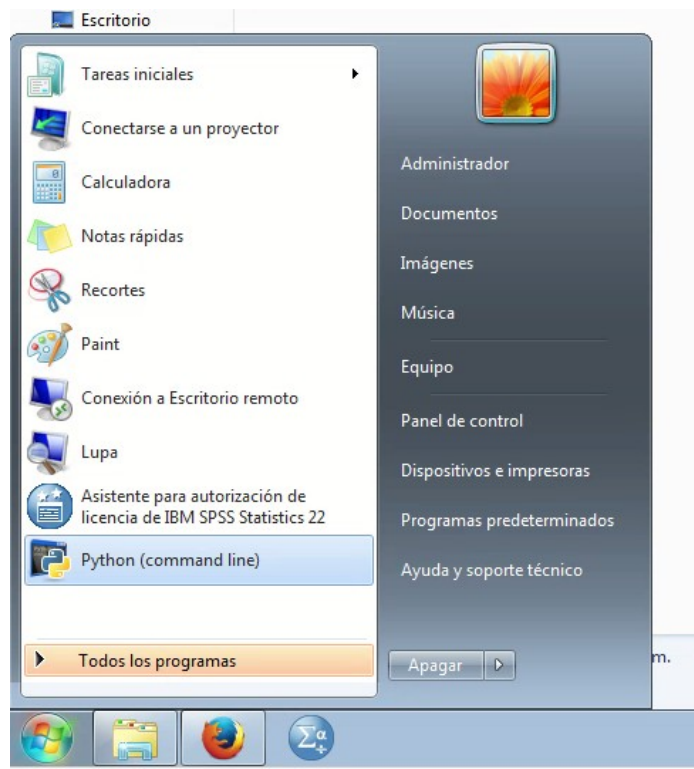 Escritorio
Tareas iniciales
Conectarse a un proyector
Calculadora
Notas rápidas
Recortes
Paint
Conexión a Escritorio remoto
Lupa
Asistente para autorización de
licencia de IBM SPSS Statistics 22
Python (command line)
Todos los programas
Administrador
Documentos
Imágenes
Música
Equipo
Panel de control
Dispositivos e impresoras
Programas predeterminados
Ayuda y soporte técnico
Apagar
m.
Σα